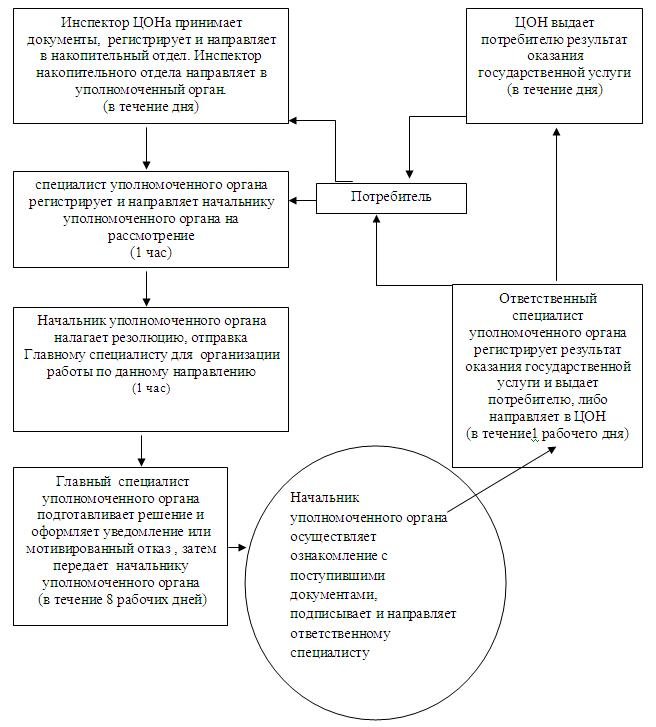 Инспектор ЦОНа принимает
документы,  регистрирует и направляет
в накопительный отдел. Инспектор
накопительного отдела направляет в
уполномоченный орган.
(в течение дня)
ЦОН выдает
потребителю результат
оказания
государственной услуги
(в течение дня)
специалист уполномоченного органа
регистрирует и направляет начальнику
уполномоченного органа на
рассмотрение
(1 час)
Потребитель
Начальник уполномоченного органа
налагает резолюцию, отправка
Главному специалисту для  организации
работы по данному направлению
(1 час)
Ответственный
специалист
уполномоченного органа
регистрирует результат
оказания государственной
услуги и выдает
потребителю, либо
направляет в ЦОН
(в течение1 рабочего дня)
Главный  специалист
уполномоченного органа
подготавливает решение и
оформляет уведомление или
мотивированный отказ , затем
передает  начальнику
уполномоченного органа
(в течение 8 рабочих дней)
Начальник
уполномоченного органа
осуществляет
ознакомление с
поступившими
документами,
подписывает и направляет
ответственному
специалисту